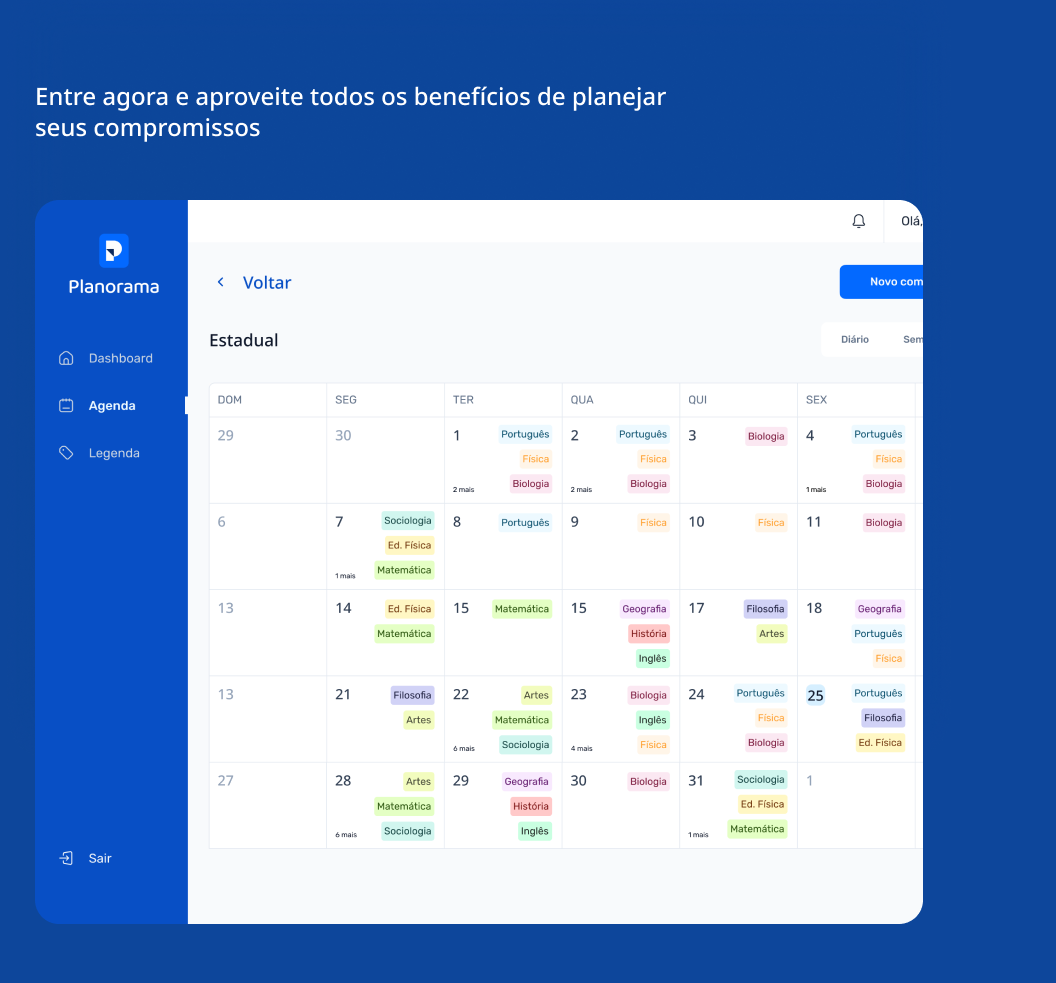 Entre agora e aproveite todos os benefícios de planejar
seus compromissos
Planorama
Dashboard
Agenda
Legenda
Sair
Olá,
Voltar
Novo com
Estadual
Diário Sem
DOM SEG TER QUA QUI SEX
29
30
1 Português
Física
Biologia
2 mais
2 Português
Física
Biologia
2 mais
3 Biologia
4 Português
Física
Biologia
1 mais
6
7 Sociologia
Ed. Física
Matemática
1 mais
8 Português
9 Física
10 Física
11 Biologia
13
14 Ed. Física
Matemática
15 Matemática
15 Geografia
História
Inglês
17 Filosofia
Artes
18 Geografia
Português
Física
13
21 Filosofia
Artes
22 Artes
Matemática
Sociologia
6 mais
23 Biologia
Inglês
Física
4 mais
24 Português
Física
Biologia
25 Português
Filosofia
Ed. Física
27
28 Artes
Matemática
Sociologia
6 mais
29 Geografia
História
Inglês
30 Biologia
31 Sociologia
Ed. Física
Matemática
1 mais
1